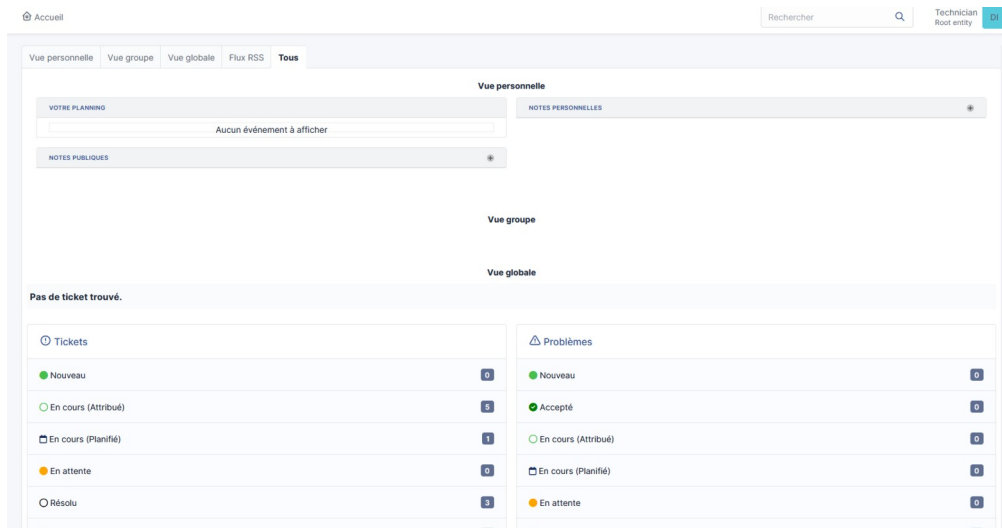 Accueil
Rechercher
Technician
Root entity
DI
Vue personnelle
Vue groupe
Vue globale
Flux RSS
Tous
Vue personnelle
VOTRE PLANNING
Aucun événement à afficher
NOTES PUBLIQUES
NOTES PERSONNELLES
Vue groupe
Vue globale
Pas de ticket trouvé.
Tickets
Nouveau 0
En cours (Attribué) 5
En cours (Planifié) 1
En attente 0
Résolu 3
Problèmes
Nouveau 0
Accepté 0
En cours (Attribué) 0
En cours (Planifié) 0
En attente 0